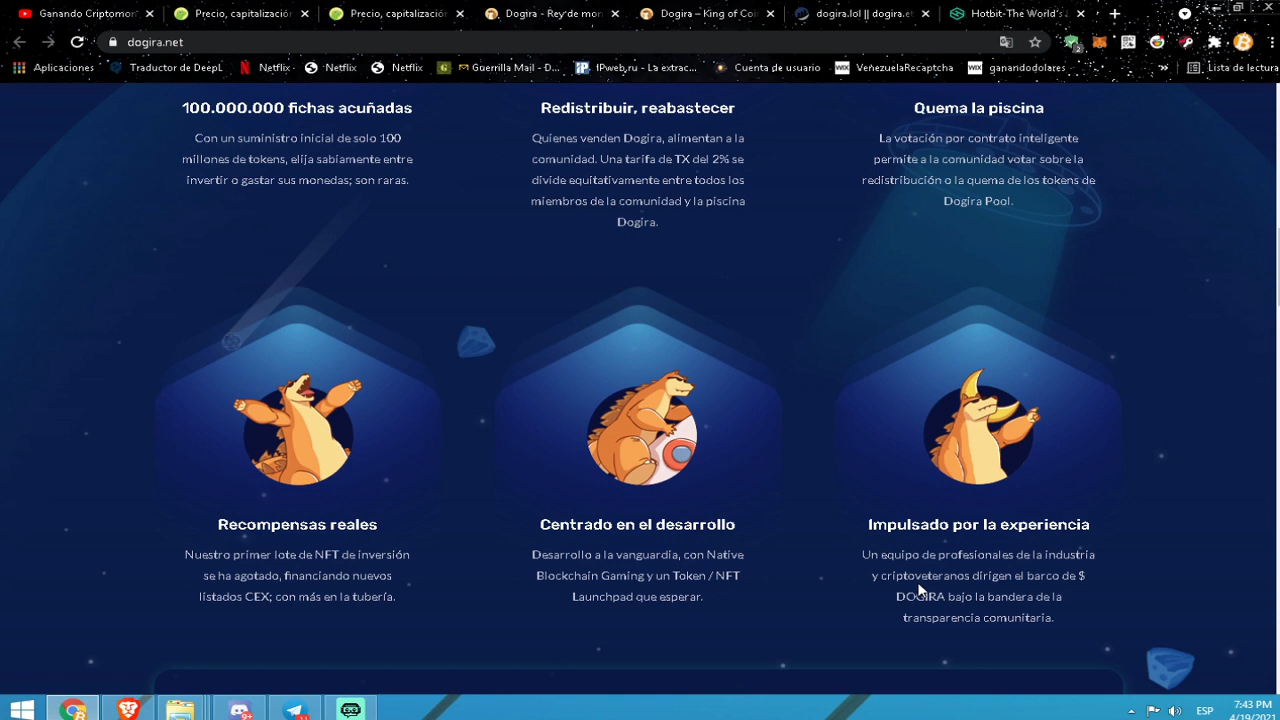 Ganando Criptomon
Precio, capitalización
Precio, capitalización
Dogira - Rey de mon
Dogira – King of Coi
dogira.lol || dogira.et
Hotbit-The World's
dogira.net
Aplicaciones
Traductor de DeepL
Netflix
Netflix
Netflix
Guerrilla Mail - D...
IPweb.ru - La extrac...
Cuenta de usuario
VenezuelaRecaptcha
ganandodolares
»
Lista de lectura
100.000.000 fichas acuñadas
Con un suministro inicial de solo 100
millones de tokens, elija sabiamente entre
invertir o gastar sus monedas; son raras.
Redistribuir, reabastecer
Quienes venden Dogira, alimentan a la
comunidad. Una tarifa de TX del 2% se
divide equitativamente entre todos los
miembros de la comunidad y la piscina
Dogira.
Quema la piscina
La votación por contrato inteligente
permite a la comunidad votar sobre la
redistribución o la quema de los tokens de
Dogira Pool.
Recompensas reales
Nuestro primer lote de NFT de inversión
se ha agotado, financiando nuevos
listados CEX; con más en la tubería.
Centrado en el desarrollo
Desarrollo a la vanguardia, con Native
Blockchain Gaming y un Token / NFT
Launchpad que esperar.
Impulsado por la experiencia
Un equipo de profesionales de la industria
y criptoveteranos dirigen el barco de $
DOGIRA bajo la bandera de la
transparencia comunitaria.
ESP
7:43 PM
4/19/2021